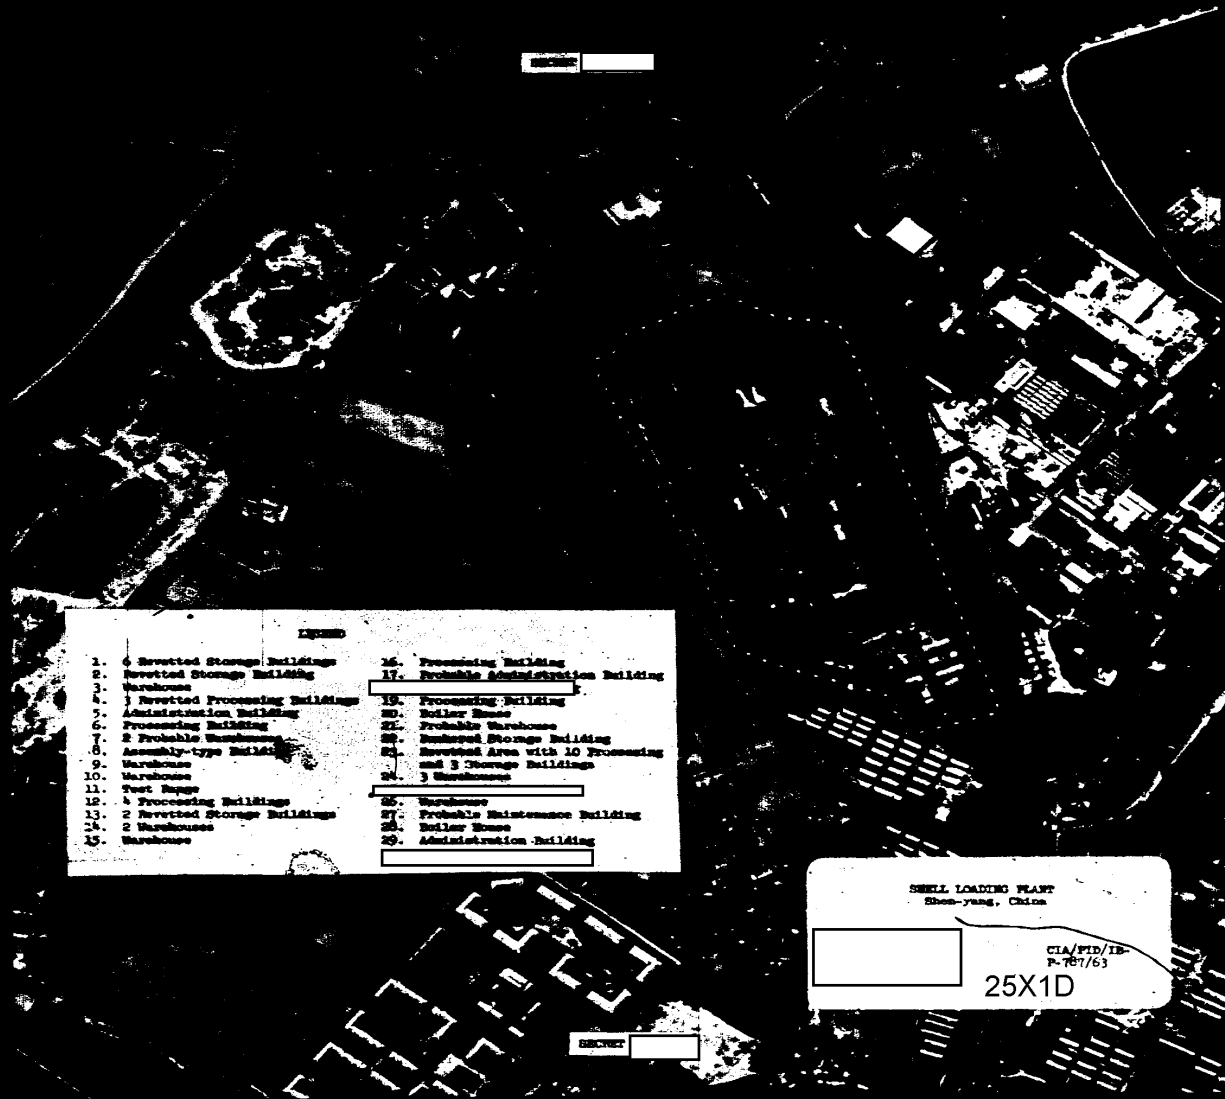 SECRET
LEGEND
1. 6 Revetted Storage Buildings
2. Revetted Storage Building
3. Warehouse
4. 3 Revetted Processing Buildings
5. Administration Building
6. Processing Building
7. 2 Probable Warehouses
8. Assembly-type Building
9. Warehouse
10. Warehouse
11. Test Range
12. 4 Processing Buildings
13. 2 Revetted Storage Buildings
14. 2 Warehouses
15. Warehouse
16. Processing Building
17. Probable Administration Building
19. Processing Building
20. Boiler House
21. Probable Warehouse
22. Bunkered Storage Building
23. Revetted Area with 10 Processing
and 3 Storage Buildings
24. 3 Warehouses
26. Warehouse
27. Probable Maintenance Building
28. Boiler House
29. Administration Building
SHELL LOADING PLANT
Shen-yang, China
CIA/PID/IB-
P-787/63
25X1D
SECRET